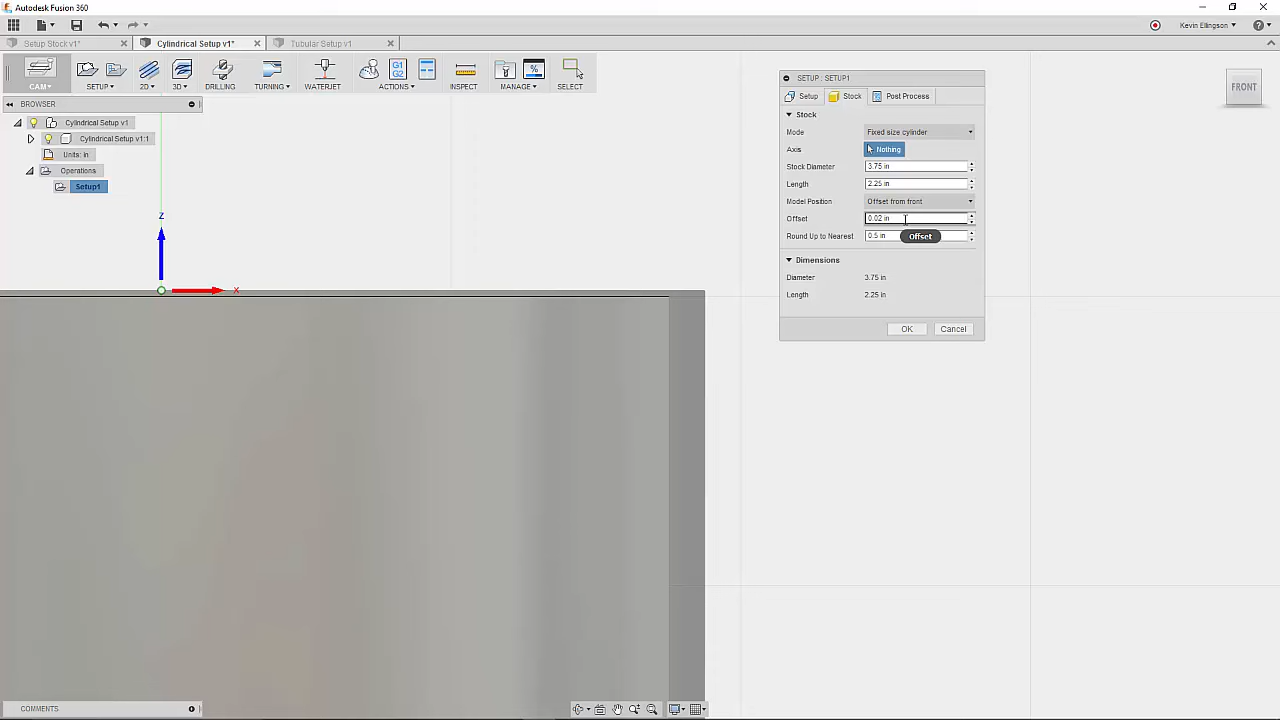 Autodesk Fusion 360
Kevin Ellingson
Setup Stock v1*
Cylindrical Setup v1*
Tubular Setup v1
G1
G2
%
CAM
SETUP
2D
3D
DRILLING
TURNING
WATERJET
ACTIONS
INSPECT
MANAGE
SELECT
BROWSER
Cylindrical Setup v1
Cylindrical Setup v1:1
Units: in
Operations
Setup1
Z
X
FRONT
SETUP : SETUP1
Setup
Stock
Post Process
Stock
Mode Fixed size cylinder
Axis Nothing
Stock Diameter 3.75 in
Length 2.25 in
Model Position Offset from front
Offset 0.02 in
Round Up to Nearest 0.5 in
Offset
Dimensions
Diameter 3.75 in
Length 2.25 in
OK
Cancel
COMMENTS